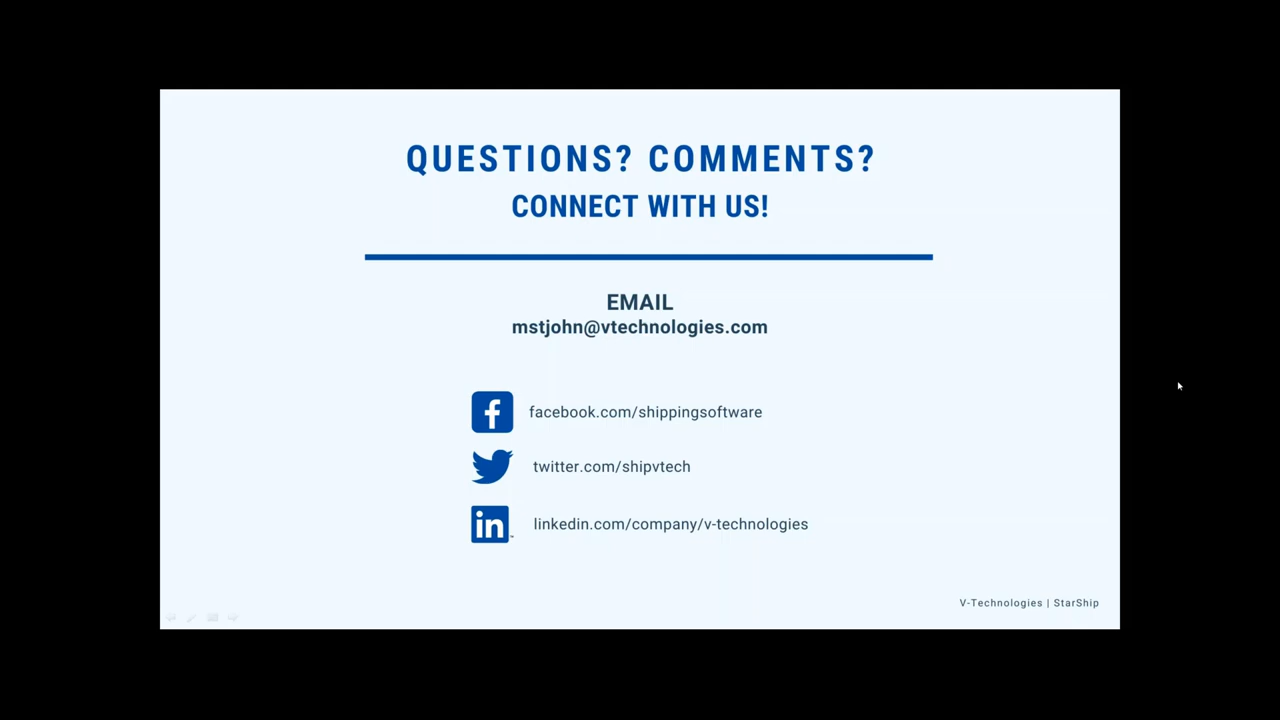 QUESTIONS? COMMENTS?
CONNECT WITH US!
EMAIL
mstjohn@vtechnologies.com
facebook.com/shippingsoftware
twitter.com/shipvtech
in linkedin.com/company/v-technologies
V-Technologies | StarShip